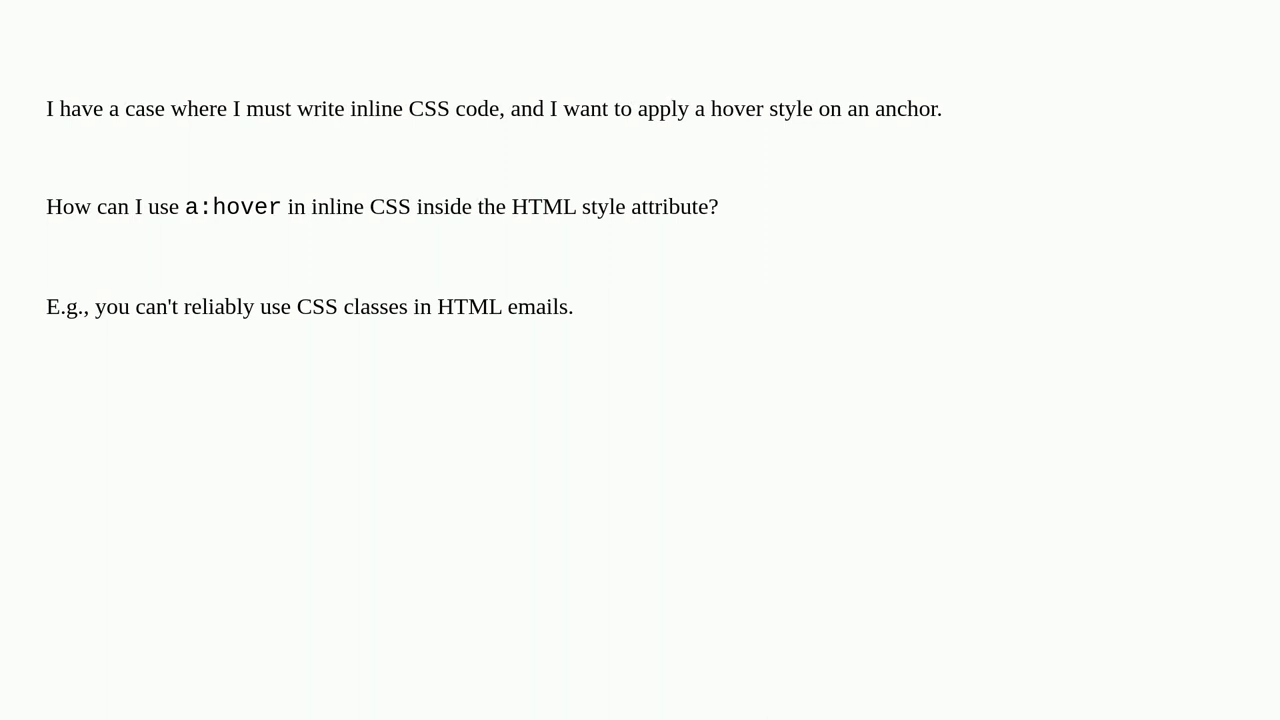 I have a case where I must write inline CSS code, and I want to apply a hover style on an anchor.
How can I use a:hover in inline CSS inside the HTML style attribute?
E.g., you can't reliably use CSS classes in HTML emails.